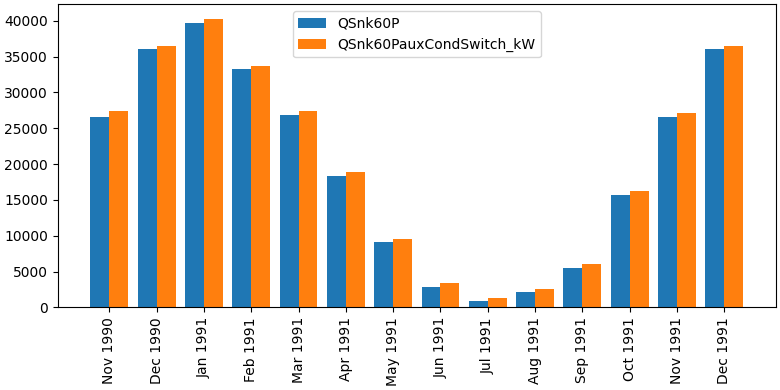 QSnk60P
QSnk60PauxCondSwitch_kW
40000
35000
30000
25000
20000
15000
10000
5000
0
Nov 1990
Dec 1990
Jan 1991
Feb 1991
Mar 1991
Apr 1991
May 1991
Jun 1991
Jul 1991
Aug 1991
Sep 1991
Oct 1991
Nov 1991
Dec 1991